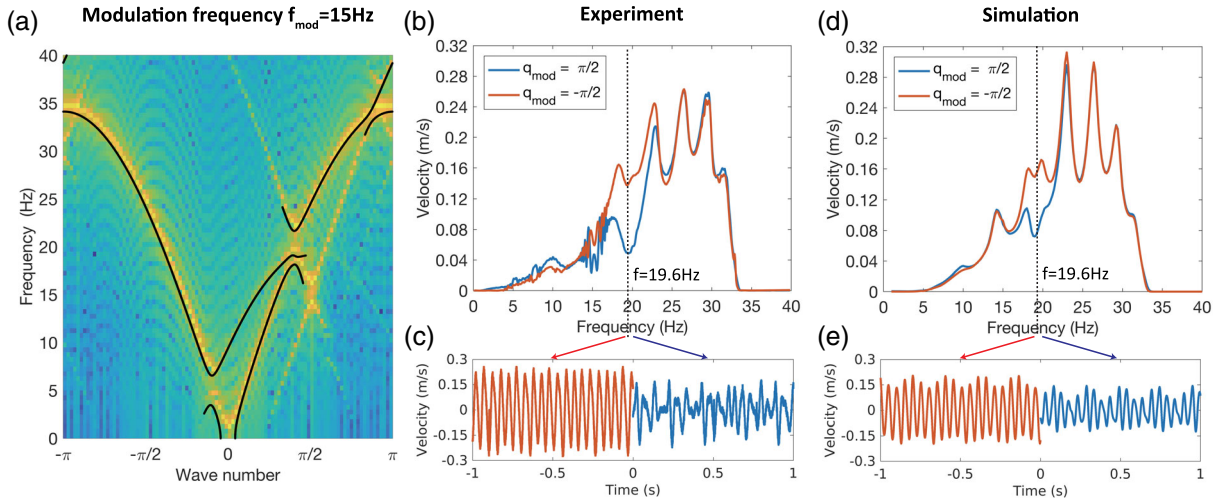 Modulation frequency f_mod=15Hz
Experiment
Simulation
(a)
40
35
30
25
20
15
10
5
0
Frequency (Hz)
-π
-π/2
0
π/2
π
Wave number
(b)
0.32
0.28
0.24
0.2
0.16
0.12
0.08
0.04
0
Velocity (m/s)
q_mod = π/2
q_mod = -π/2
f=19.6Hz
0 5 10 15 20 25 30 35 40
Frequency (Hz)
(c)
0.3
0.15
0
-0.15
-0.3
Velocity (m/s)
-1 -0.5 0 0.5 1
Time (s)
(d)
0.32
0.28
0.24
0.2
0.16
0.12
0.08
0.04
0
Velocity (m/s)
q_mod = π/2
q_mod = -π/2
f=19.6Hz
0 5 10 15 20 25 30 35 40
Frequency (Hz)
(e)
0.3
0.15
0
-0.15
-0.3
Velocity (m/s)
-1 -0.5 0 0.5 1
Time (s)